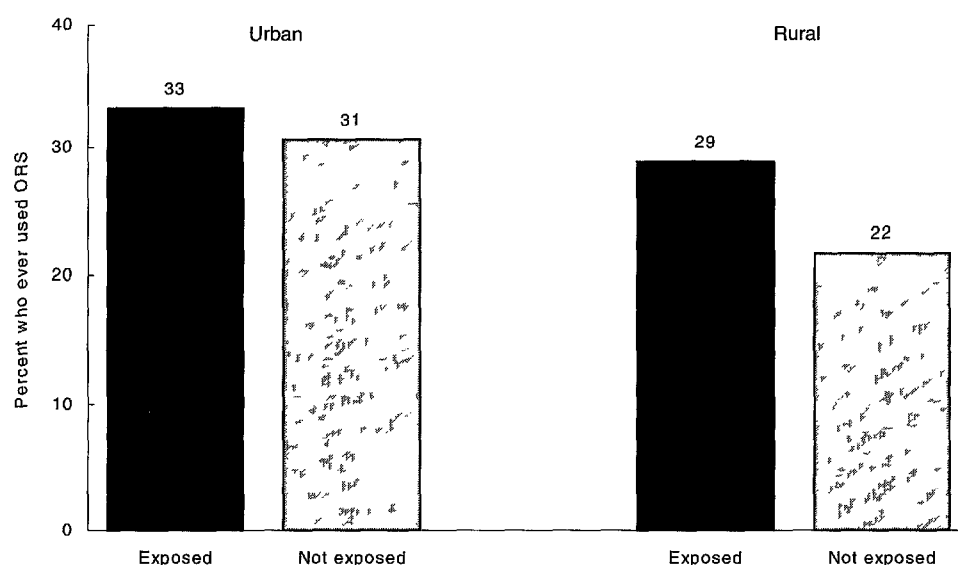 40
Urban
Rural
33
31
30
29
22
20
10
0
Percent who ever used ORS
Exposed
Not exposed
Exposed
Not exposed